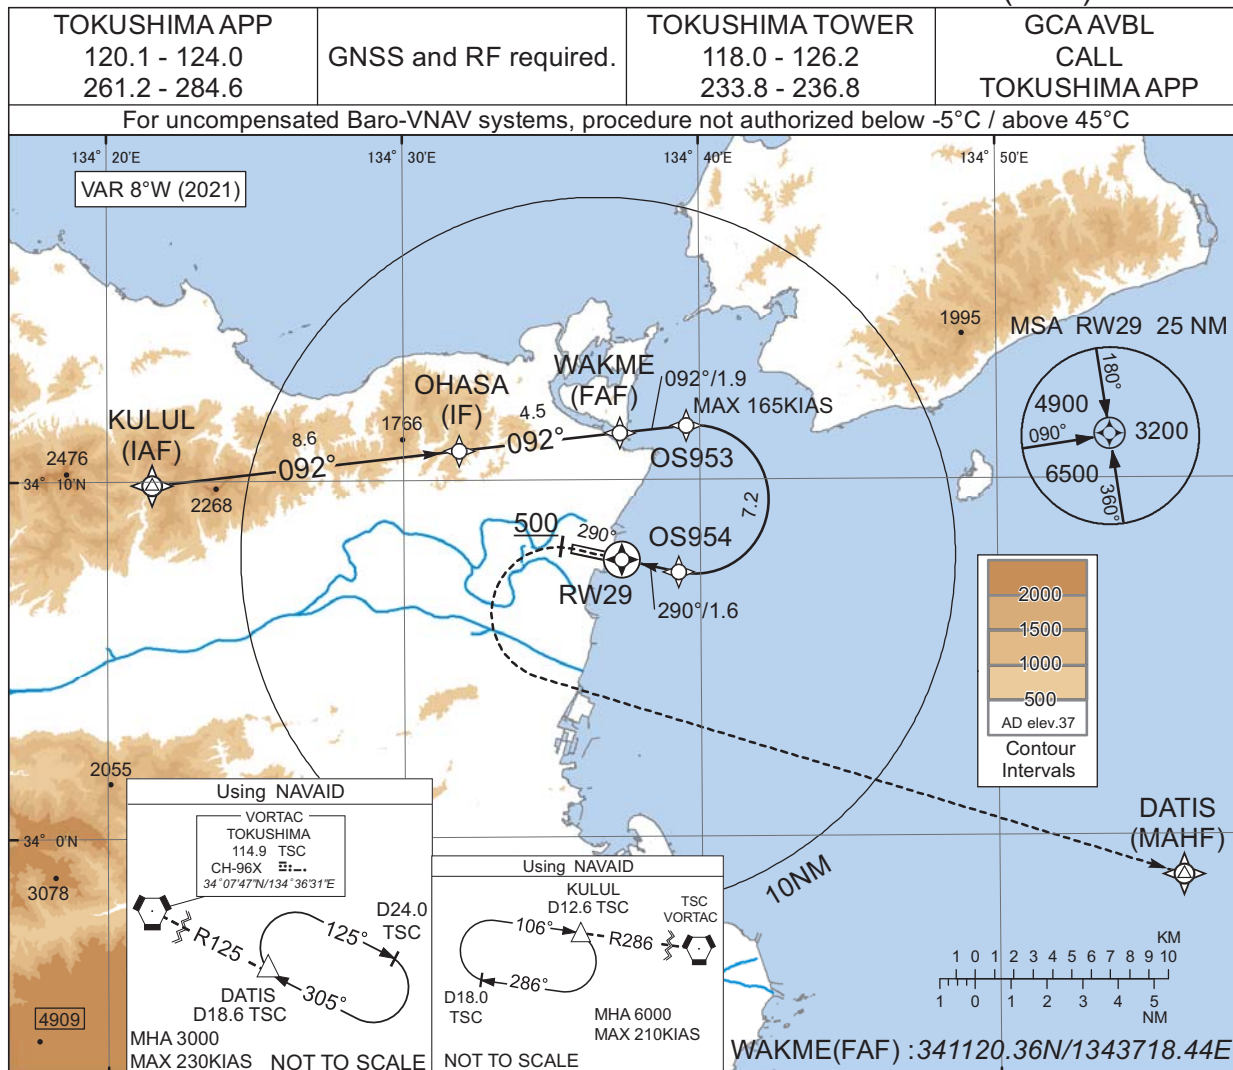 TOKUSHIMA APP
120.1 - 124.0
261.2 - 284.6
GNSS and RF required.
TOKUSHIMA TOWER
118.0 - 126.2
233.8 - 236.8
GCA AVBL
CALL
TOKUSHIMA APP
For uncompensated Baro-VNAV systems, procedure not authorized below -5°C / above 45°C
134° 20'E
134° 30'E
134° 40'E
134° 50'E
VAR 8°W (2021)
1995
MSA RW29 25 NM
180°
4900
090°
3200
6500
360°
WAKME
(FAF)
092°/1.9
MAX 165KIAS
OHASA
(IF)
KULUL
(IAF)
1766
4.5
8.6
092°
092°
OS953
2476
34° 10'N
2268
7.2
500
290°
OS954
RW29
290°/1.6
2000
1500
1000
500
AD elev.37
Contour
Intervals
2055
34° 0'N
3078
4909
DATIS
(MAHF)
10NM
Using NAVAID
VORTAC
TOKUSHIMA
114.9 TSC
CH-96X
34°07'47"N/134°36'31"E
D24.0
TSC
125°
R125
305°
DATIS
D18.6 TSC
MHA 3000
MAX 230KIAS
NOT TO SCALE
Using NAVAID
KULUL
D12.6 TSC
TSC
VORTAC
106°
R286
286°
D18.0
TSC
MHA 6000
MAX 210KIAS
NOT TO SCALE
KM
1 0 1 2 3 4 5 6 7 8 9 10
1 0 1 2 3 4 5
NM
WAKME(FAF) :341120.36N/1343718.44E